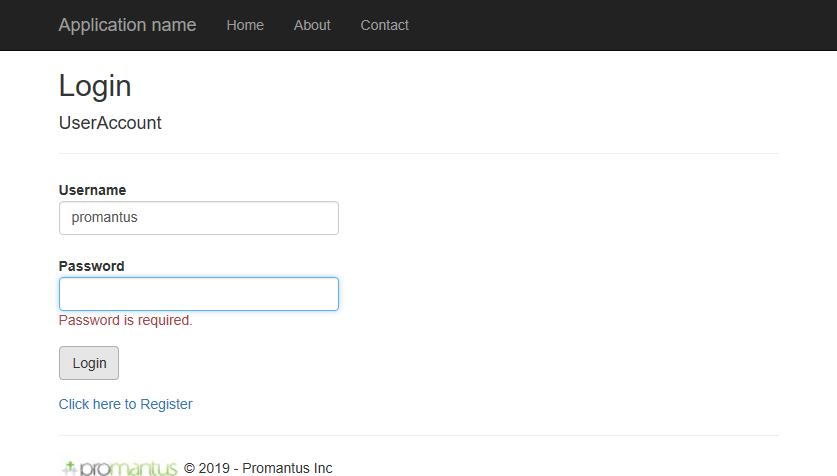 Application name Home About Contact
Login
UserAccount
Username
promantus
Password
Password is required.
Login
Click here to Register
promantus © 2019 - Promantus Inc